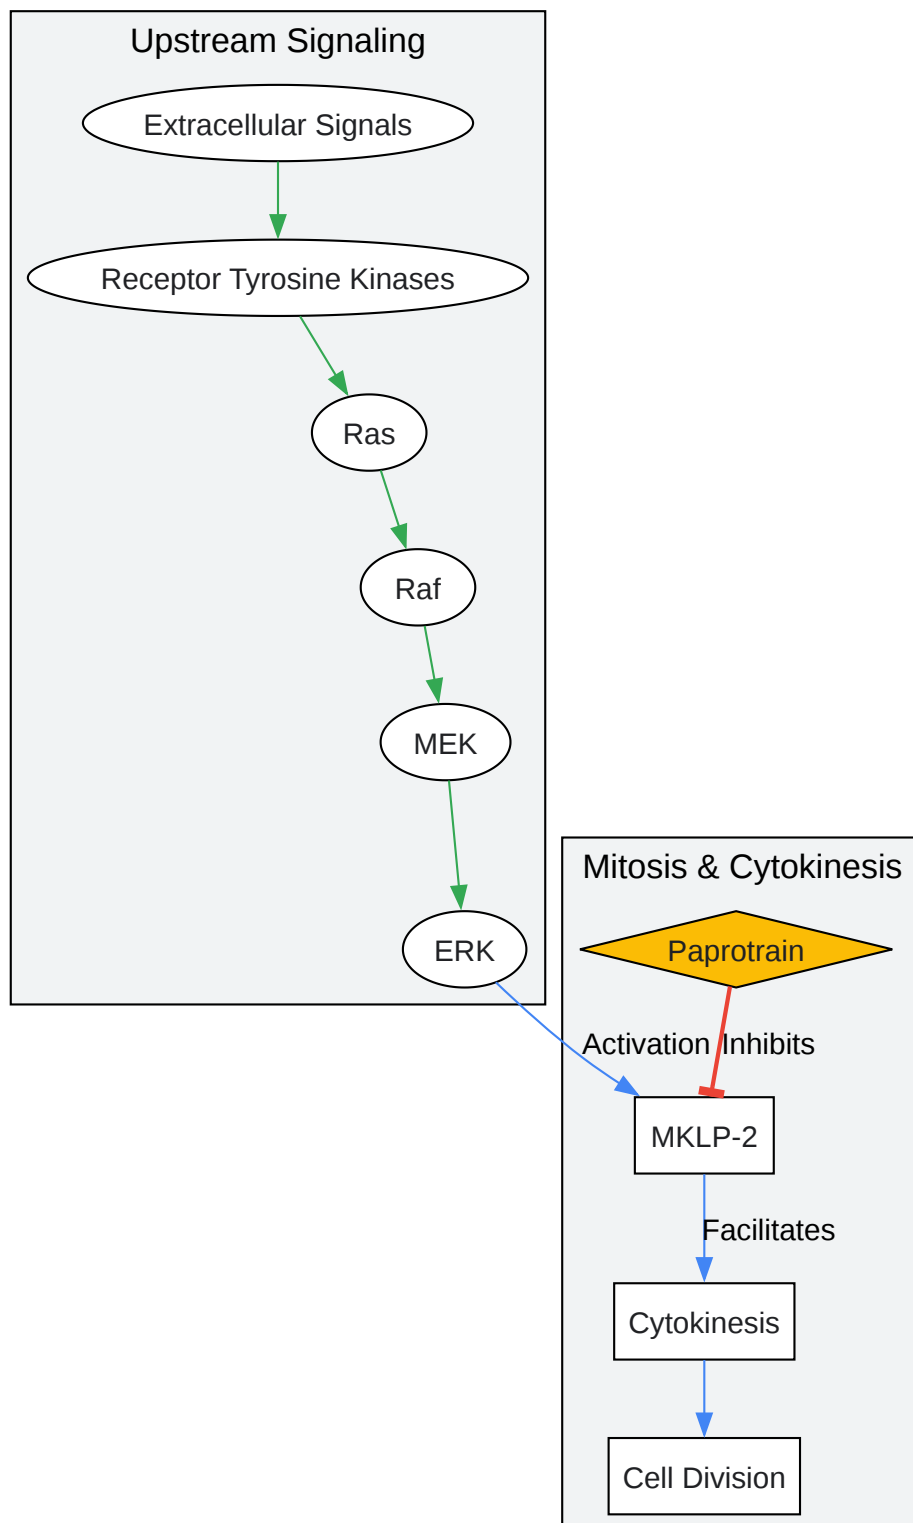 Upstream Signaling
Extracellular Signals
Receptor Tyrosine Kinases
Ras
Raf
MEK
ERK
Mitosis & Cytokinesis
Paprotrain
Activation
Inhibits
MKLP-2
Facilitates
Cytokinesis
Cell Division